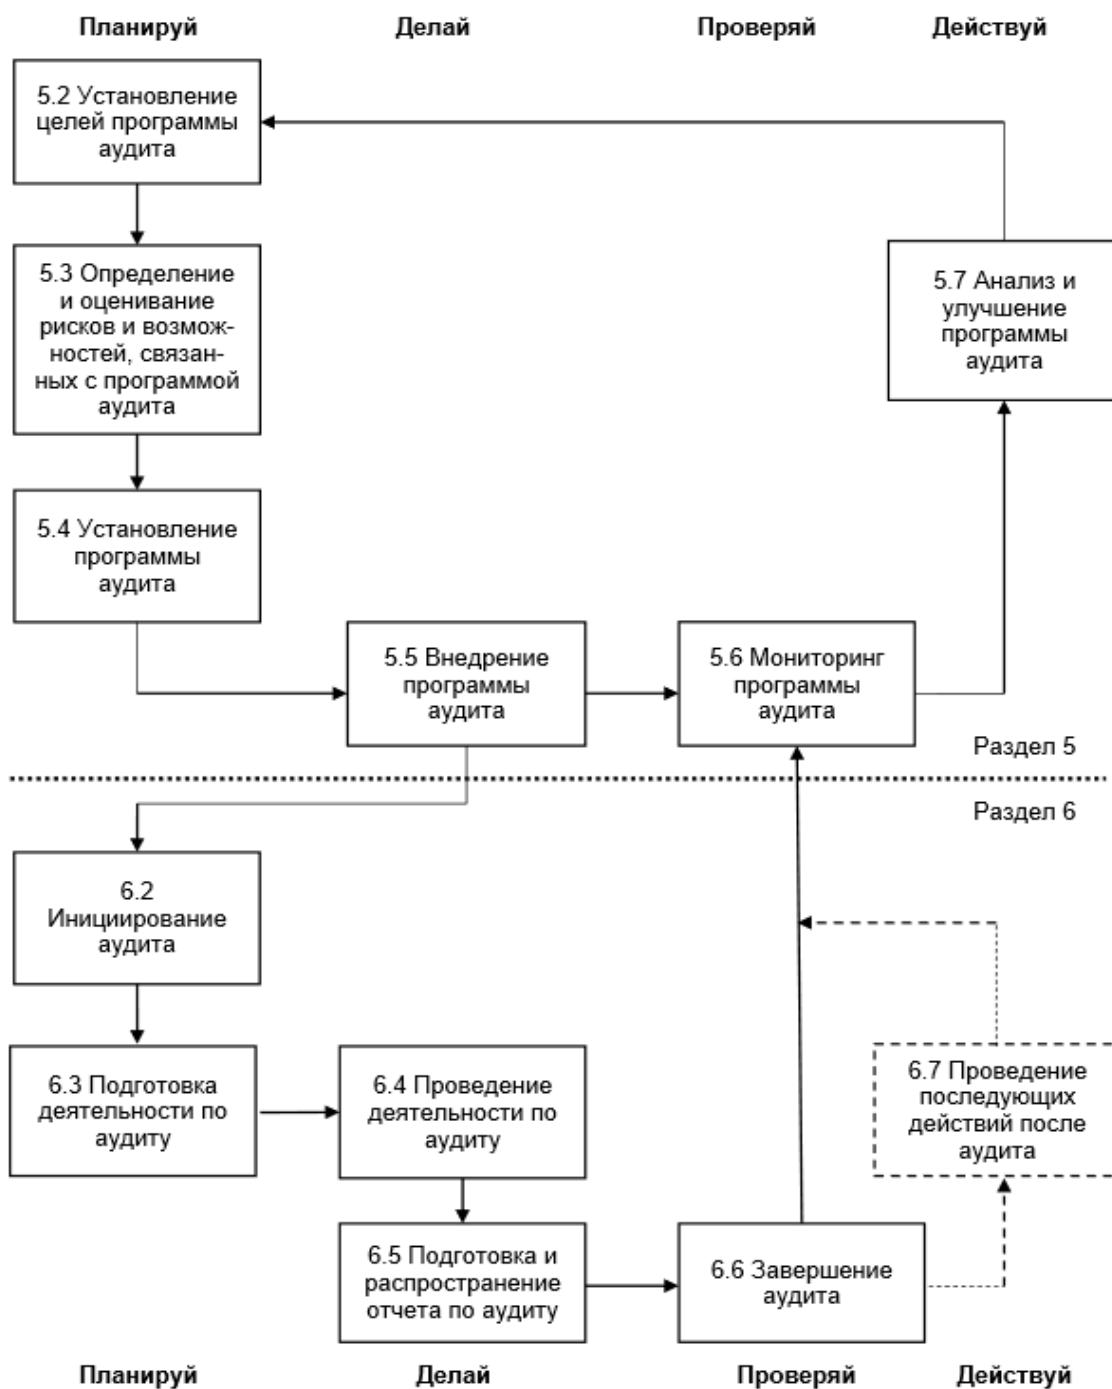 Планируй
Делай
Проверяй
Действуй
5.2 Установление
целей программы
аудита
5.3 Определение
и оценивание
рисков и возмож-
ностей, связан-
ных с программой
аудита
5.7 Анализ и
улучшение
программы
аудита
5.4 Установление
программы
аудита
5.5 Внедрение
программы
аудита
5.6 Мониторинг
программы
аудита
Раздел 5
Раздел 6
6.2
Инициирование
аудита
6.3 Подготовка
деятельности по
аудиту
6.4 Проведение
деятельности по
аудиту
6.7 Проведение
последующих
действий после
аудита
6.5 Подготовка и
распространение
отчета по аудиту
6.6 Завершение
аудита
Планируй
Делай
Проверяй
Действуй